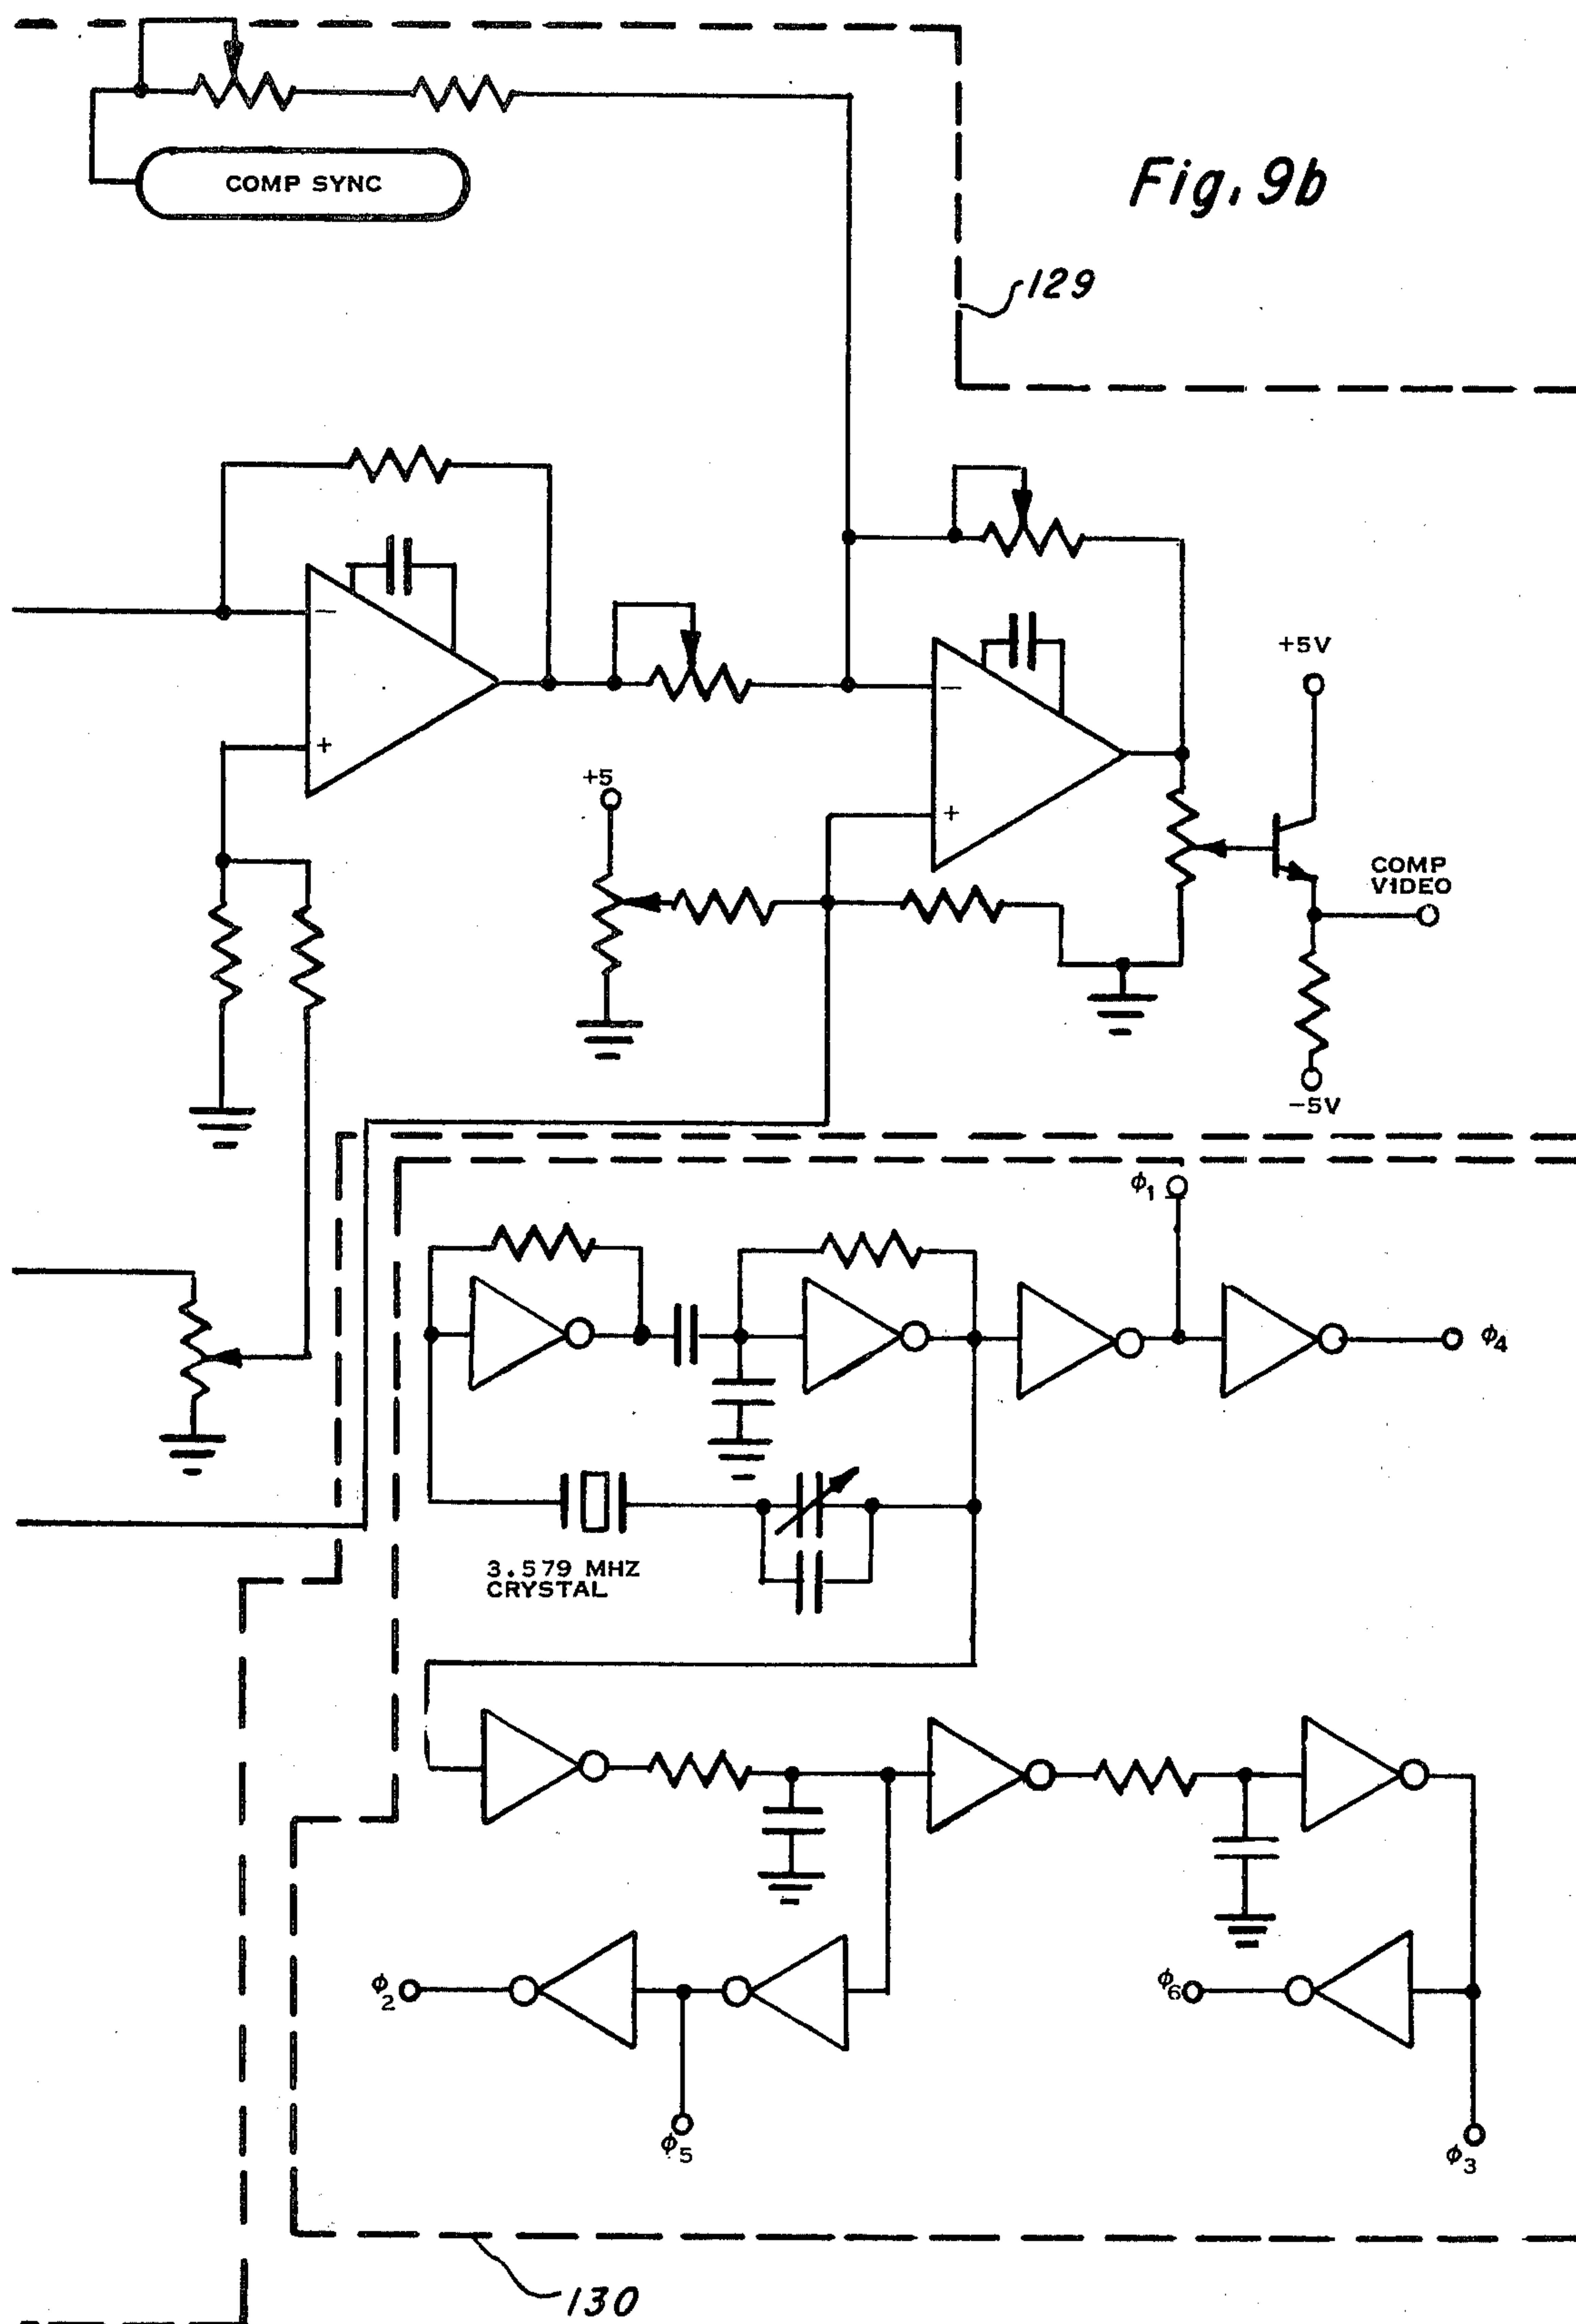 COMP SYNC
Fig. 9b
129
−
+
+5
−
+
+5V
COMP
VIDEO
−5V
ϕ1
ϕ4
3.579 MHZ
CRYSTAL
ϕ2
ϕ6
ϕ5
ϕ3
130